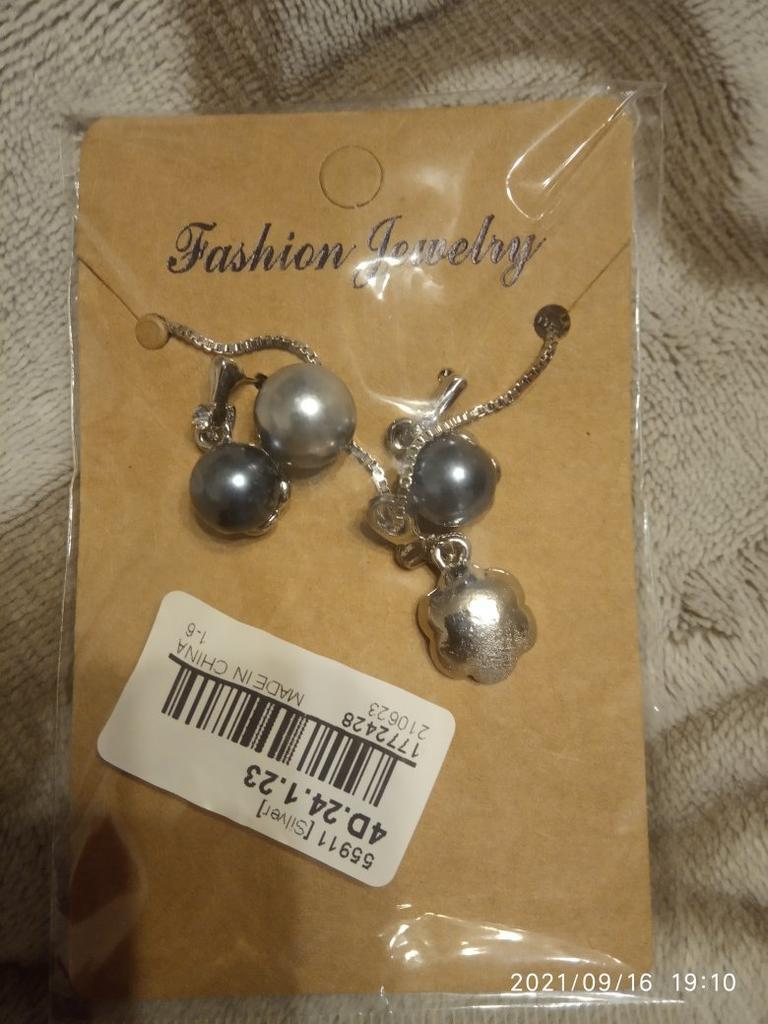 Fashion Jewelry
55911 [Silver]
4D.24.1.23
1772428
210623
MADE IN CHINA
1-6
2021/09/16 19:10